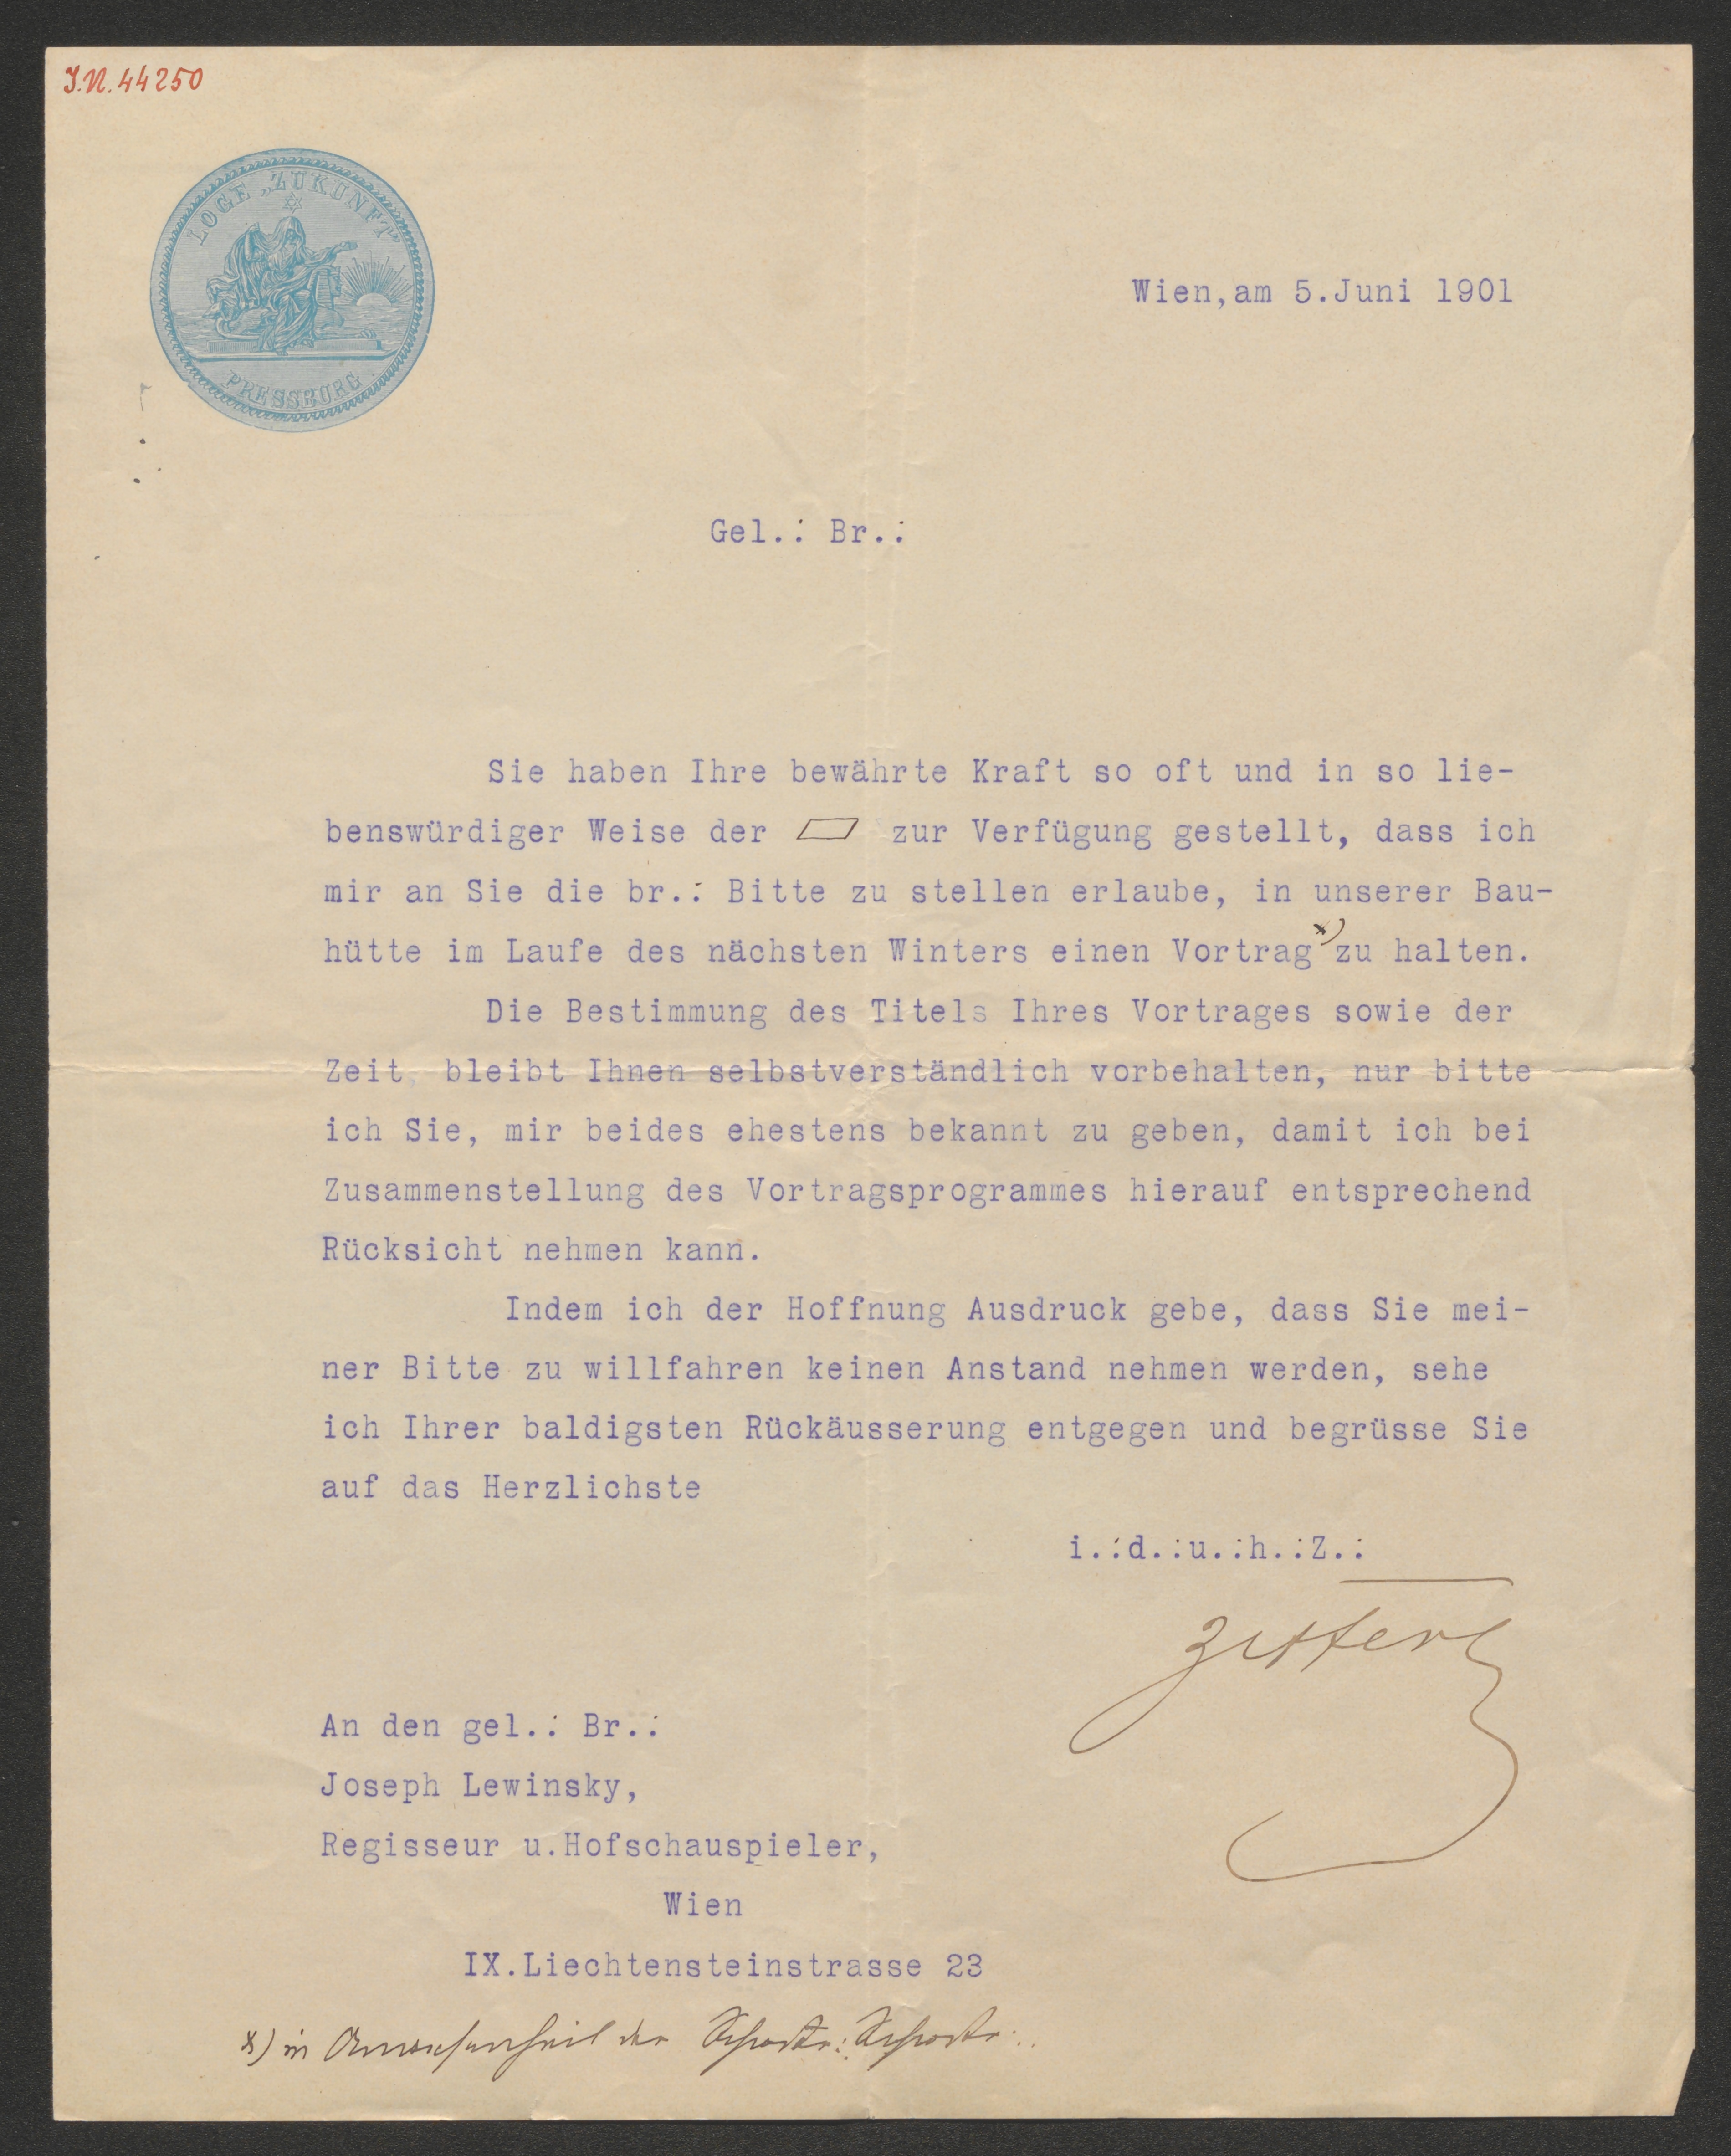 J.N. 44250
LOGE „ZUKUNFT"
PRESSBURG
Wien,am 5.Juni 1901
Gel.: Br.:
Sie haben Ihre bewährte Kraft so oft und in so lie-
benswürdiger Weise der ▭ zur Verfügung gestellt, dass ich
mir an Sie die br.: Bitte zu stellen erlaube, in unserer Bau-
hütte im Laufe des nächsten Winters einen Vortrag x) zu halten.
Die Bestimmung des Titels Ihres Vortrages sowie der
Zeit, bleibt Ihnen selbstverständlich vorbehalten, nur bitte
ich Sie, mir beides ehestens bekannt zu geben, damit ich bei
Zusammenstellung des Vortragsprogrammes hierauf entsprechend
Rücksicht nehmen kann.
Indem ich der Hoffnung Ausdruck gebe, dass Sie mei-
ner Bitte zu willfahren keinen Anstand nehmen werden, sehe
ich Ihrer baldigsten Rückäusserung entgegen und begrüsse Sie
auf das Herzlichste
i.:d.:u.:h.:Z.:
An den gel.: Br.:
Joseph Lewinsky,
Regisseur u.Hofschauspieler,
Wien
IX.Liechtensteinstrasse 23
x) in Anwesenheit der